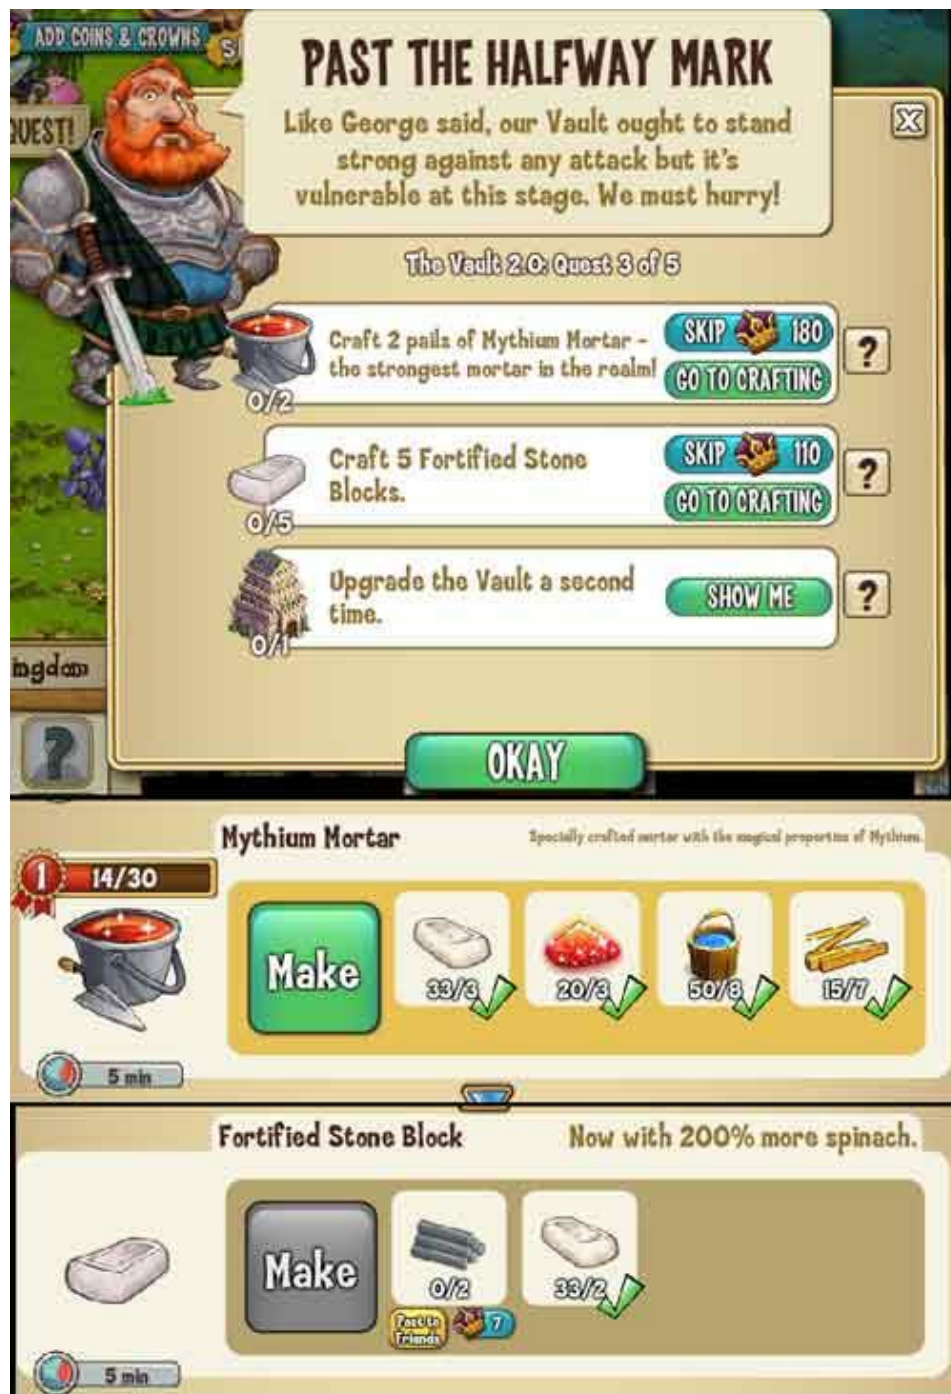 ADD COINS & CROWNS
QUEST!
PAST THE HALFWAY MARK
Like George said, our Vault ought to stand
strong against any attack but it's
vulnerable at this stage. We must hurry!
X
The Vault 2.0: Quest 3 of 5
Craft 2 pails of Mythium Mortar -
the strongest mortar in the realm!
0/2
SKIP 180
GO TO CRAFTING
?
Craft 5 Fortified Stone
Blocks.
0/5
SKIP 110
GO TO CRAFTING
?
Upgrade the Vault a second
time.
0/1
SHOW ME
?
ingdom
?
OKAY
Mythium Mortar
Specially crafted mortar with the magical properties of Mythium.
1 14/30
Make
33/3
20/3
50/8
15/7
5 min
Fortified Stone Block
Now with 200% more spinach.
Make
0/2
33/2
Post to
Friends
7
5 min